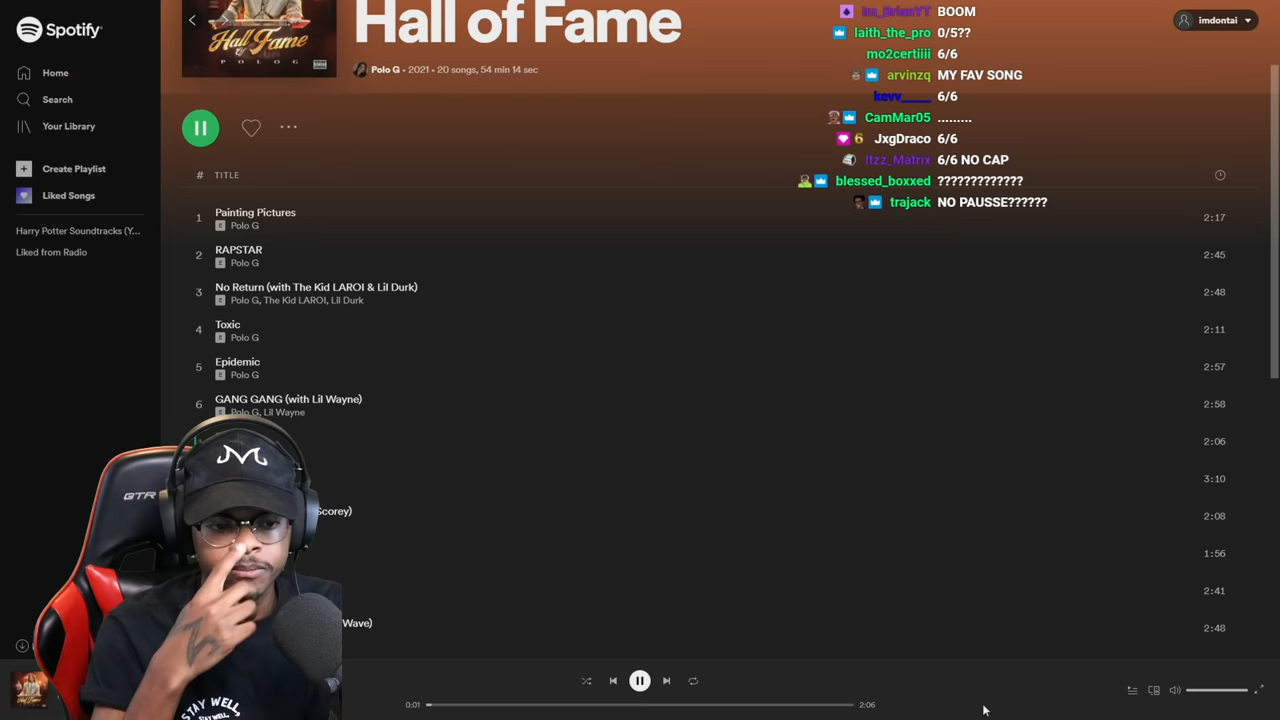 Spotify
Home
Search
Your Library
Create Playlist
Liked Songs
Harry Potter Soundtracks (Y...
Liked from Radio
Hall of Fame
POLO G
Hall of Fame
Polo G • 2021 • 20 songs, 54 min 14 sec
imdontai
Im_BrianYT BOOM
laith_the_pro 0/5??
mo2certiiii 6/6
arvinzq MY FAV SONG
kevv_____ 6/6
CamMar05 .........
JxgDraco 6/6
Itzz_Matrix 6/6 NO CAP
blessed_boxxed ?????????????
trajack NO PAUSSE??????
# TITLE
1 Painting Pictures 2:17
E Polo G
2 RAPSTAR 2:45
E Polo G
3 No Return (with The Kid LAROI & Lil Durk) 2:48
E Polo G, The Kid LAROI, Lil Durk
4 Toxic 2:11
E Polo G
5 Epidemic 2:57
E Polo G
6 GANG GANG (with Lil Wayne) 2:58
E Polo G, Lil Wayne
2:06
3:10
Scorey) 2:08
1:56
2:41
Wave) 2:48
GTR
STAY WELL,
0:01
2:06